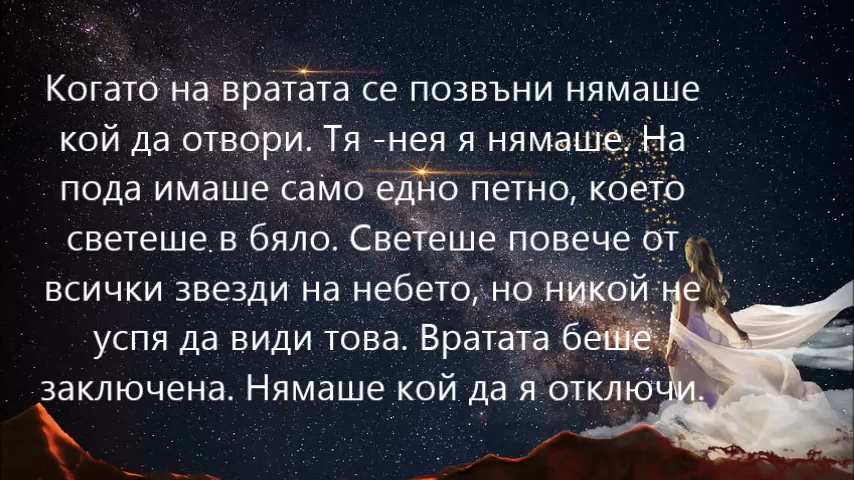 Когато на вратата се позвъни нямаше
кой да отвори. Тя -нея я нямаше. На
пода имаше само едно петно, което
светеше в бяло. Светеше повече от
всички звезди на небето, но никой не
успя да види това. Вратата беше
заключена. Нямаше кой да я отключи.